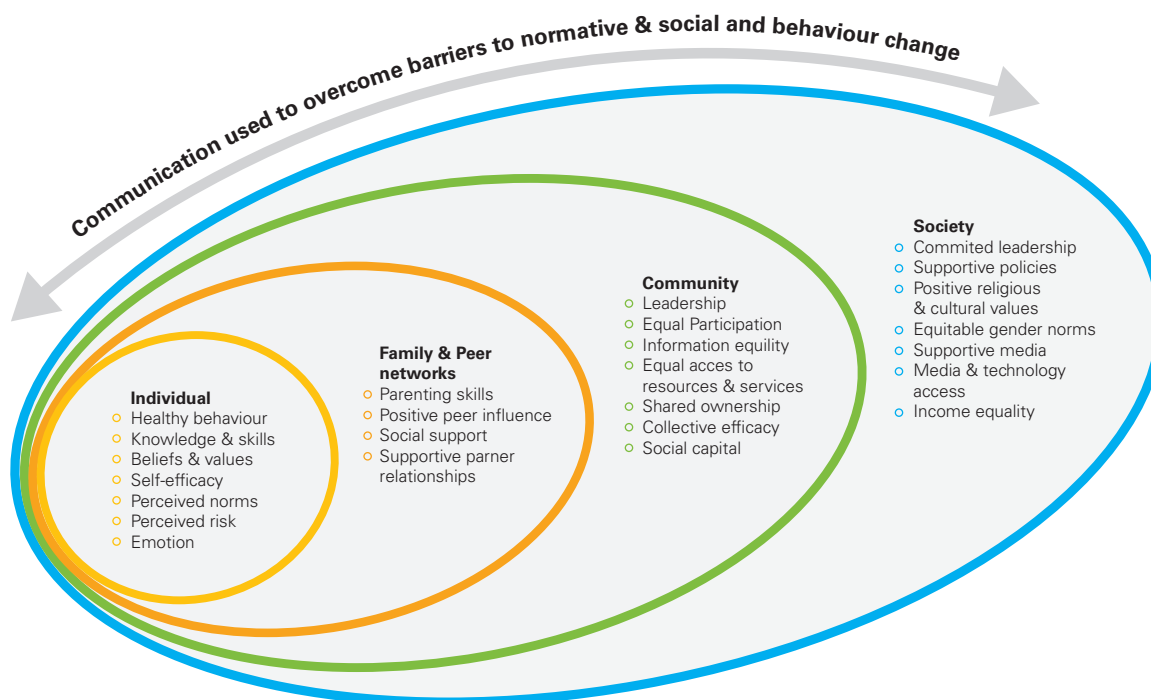 Communication used to overcome barriers to normative & social and behaviour change
Individual
Healthy behaviour
Knowledge & skills
Beliefs & values
Self-efficacy
Perceived norms
Perceived risk
Emotion
Family & Peer
networks
Parenting skills
Positive peer influence
Social support
Supportive parner
relationships
Community
Leadership
Equal Participation
Information equility
Equal acces to
resources & services
Shared ownership
Collective efficacy
Social capital
Society
Commited leadership
Supportive policies
Positive religious
& cultural values
Equitable gender norms
Supportive media
Media & technology
access
Income equality